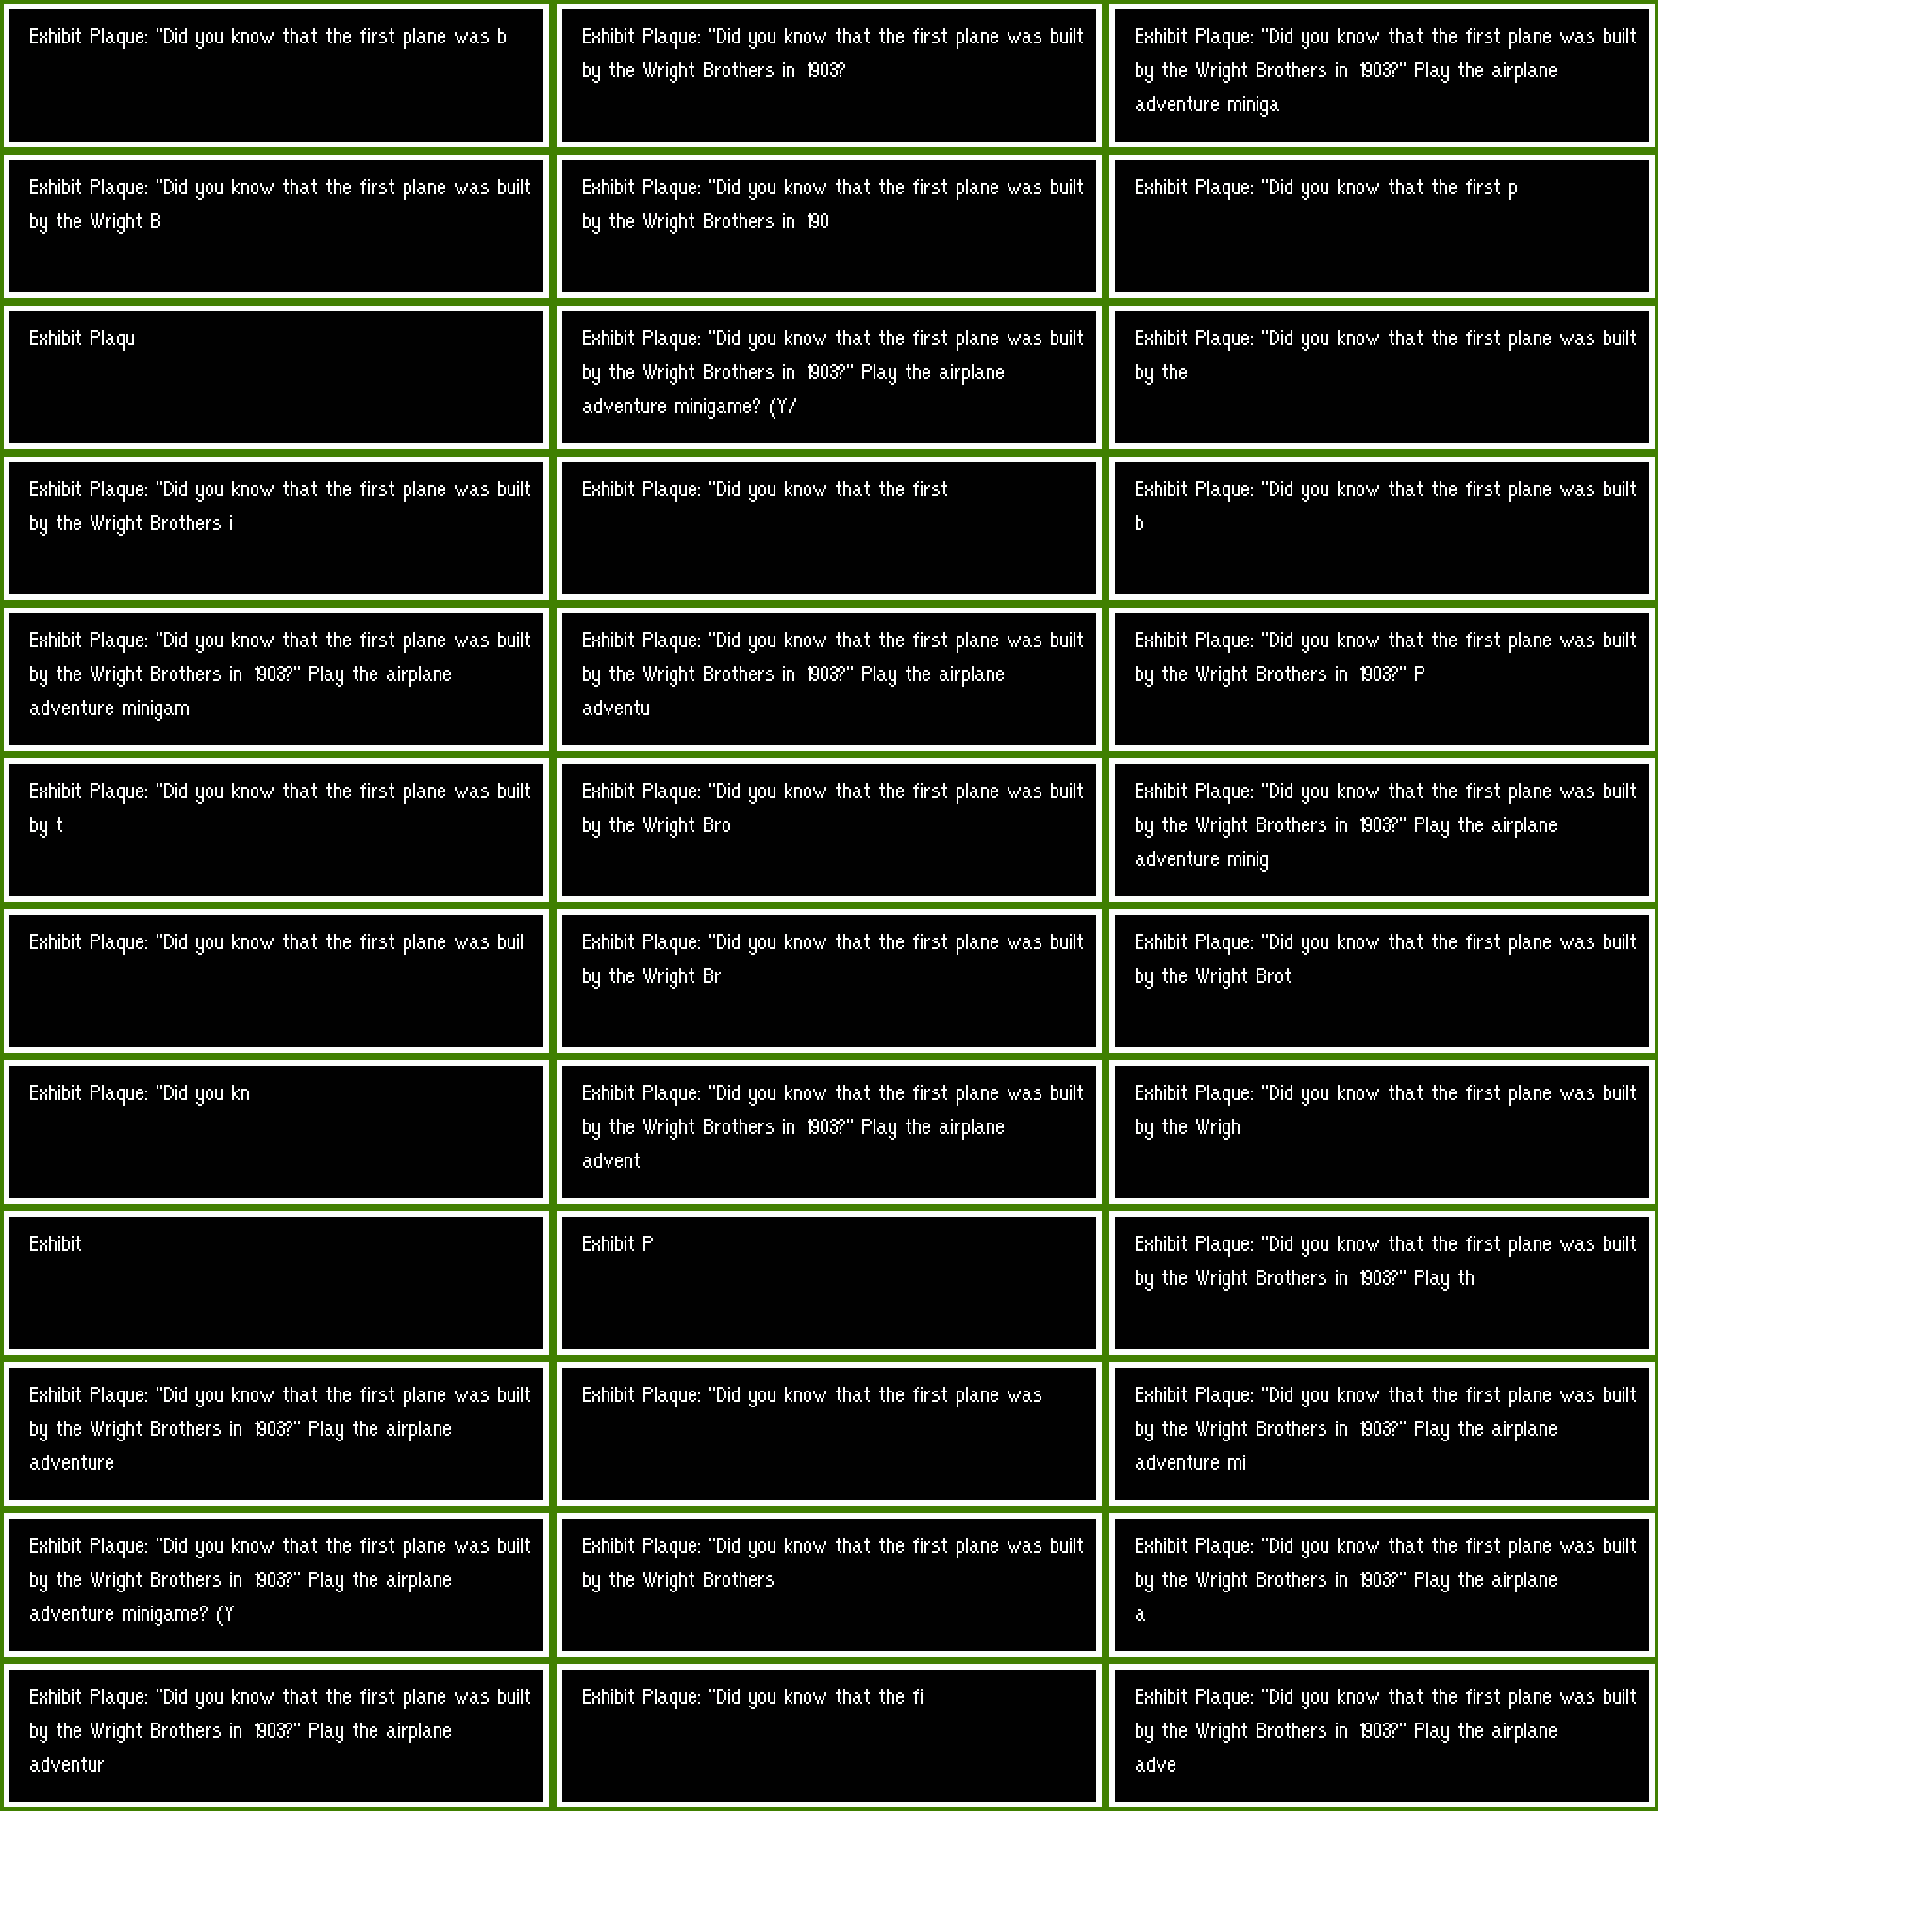 Exhibit Plaque: "Did you know that the first plane was b
Exhibit Plaque: "Did you know that the first plane was built
by the Wright Brothers in 1903?
Exhibit Plaque: "Did you know that the first plane was built
by the Wright Brothers in 1903?" Play the airplane
adventure miniga
Exhibit Plaque: "Did you know that the first plane was built
by the Wright B
Exhibit Plaque: "Did you know that the first plane was built
by the Wright Brothers in 190
Exhibit Plaque: "Did you know that the first p
Exhibit Plaqu
Exhibit Plaque: "Did you know that the first plane was built
by the Wright Brothers in 1903?" Play the airplane
adventure minigame? (Y/
Exhibit Plaque: "Did you know that the first plane was built
by the
Exhibit Plaque: "Did you know that the first plane was built
by the Wright Brothers i
Exhibit Plaque: "Did you know that the first
Exhibit Plaque: "Did you know that the first plane was built
b
Exhibit Plaque: "Did you know that the first plane was built
by the Wright Brothers in 1903?" Play the airplane
adventure minigam
Exhibit Plaque: "Did you know that the first plane was built
by the Wright Brothers in 1903?" Play the airplane
adventu
Exhibit Plaque: "Did you know that the first plane was built
by the Wright Brothers in 1903?" P
Exhibit Plaque: "Did you know that the first plane was built
by t
Exhibit Plaque: "Did you know that the first plane was built
by the Wright Bro
Exhibit Plaque: "Did you know that the first plane was built
by the Wright Brothers in 1903?" Play the airplane
adventure minig
Exhibit Plaque: "Did you know that the first plane was buil
Exhibit Plaque: "Did you know that the first plane was built
by the Wright Br
Exhibit Plaque: "Did you know that the first plane was built
by the Wright Brot
Exhibit Plaque: "Did you kn
Exhibit Plaque: "Did you know that the first plane was built
by the Wright Brothers in 1903?" Play the airplane
advent
Exhibit Plaque: "Did you know that the first plane was built
by the Wrigh
Exhibit
Exhibit P
Exhibit Plaque: "Did you know that the first plane was built
by the Wright Brothers in 1903?" Play th
Exhibit Plaque: "Did you know that the first plane was built
by the Wright Brothers in 1903?" Play the airplane
adventure
Exhibit Plaque: "Did you know that the first plane was
Exhibit Plaque: "Did you know that the first plane was built
by the Wright Brothers in 1903?" Play the airplane
adventure mi
Exhibit Plaque: "Did you know that the first plane was built
by the Wright Brothers in 1903?" Play the airplane
adventure minigame? (Y
Exhibit Plaque: "Did you know that the first plane was built
by the Wright Brothers
Exhibit Plaque: "Did you know that the first plane was built
by the Wright Brothers in 1903?" Play the airplane
a
Exhibit Plaque: "Did you know that the first plane was built
by the Wright Brothers in 1903?" Play the airplane
adventur
Exhibit Plaque: "Did you know that the fi
Exhibit Plaque: "Did you know that the first plane was built
by the Wright Brothers in 1903?" Play the airplane
adve